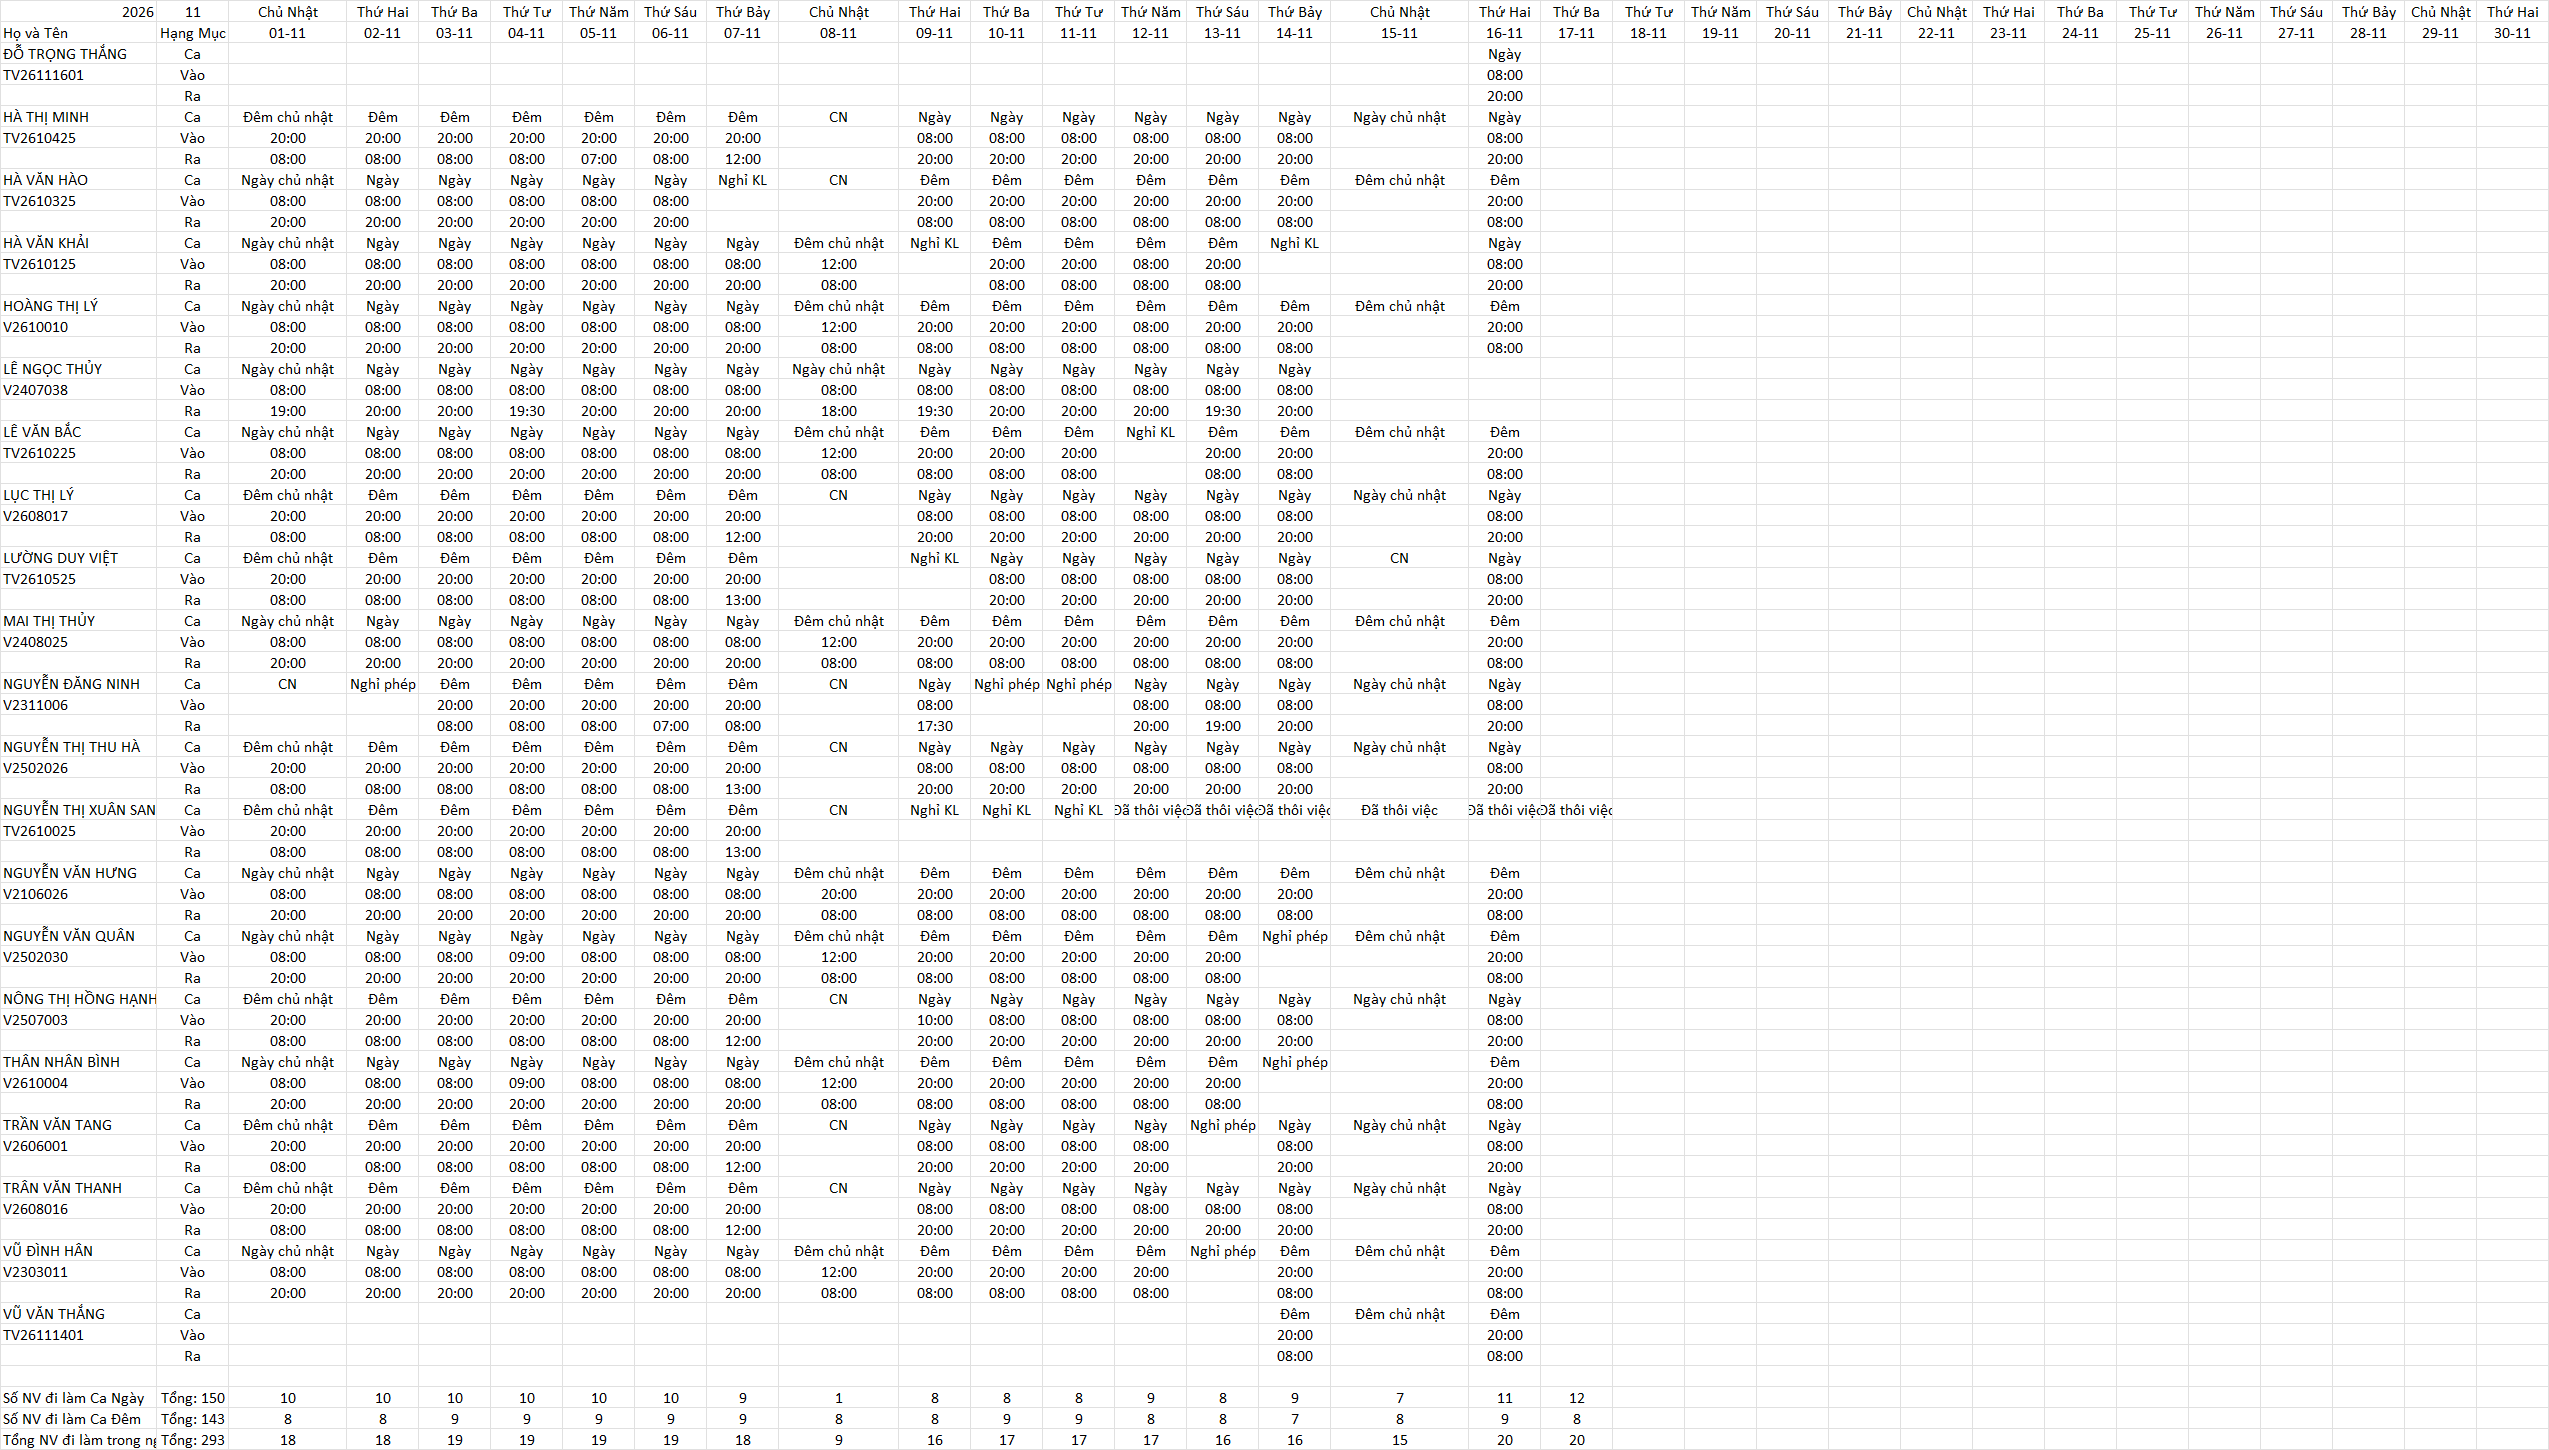 2026 11 Chủ Nhật Thứ Hai Thứ Ba Thứ Tư Thứ Năm Thứ Sáu Thứ Bảy Chủ Nhật Thứ Hai Thứ Ba Thứ Tư Thứ Năm Thứ Sáu Thứ Bảy Chủ Nhật Thứ Hai Thứ Ba Thứ Tư Thứ Năm Thứ Sáu Thứ Bảy Chủ Nhật Thứ Hai Thứ Ba Thứ Tư Thứ Năm Thứ Sáu Thứ Bảy Chủ Nhật Thứ Hai
Họ và Tên Hạng Mục 01-11 02-11 03-11 04-11 05-11 06-11 07-11 08-11 09-11 10-11 11-11 12-11 13-11 14-11 15-11 16-11 17-11 18-11 19-11 20-11 21-11 22-11 23-11 24-11 25-11 26-11 27-11 28-11 29-11 30-11
ĐỖ TRỌNG THẮNG Ca Ngày
TV26111601 Vào 08:00
Ra 20:00
HÀ THỊ MINH Ca Đêm chủ nhật Đêm Đêm Đêm Đêm Đêm Đêm CN Ngày Ngày Ngày Ngày Ngày Ngày Ngày chủ nhật Ngày
TV2610425 Vào 20:00 20:00 20:00 20:00 20:00 20:00 20:00 08:00 08:00 08:00 08:00 08:00 08:00 08:00
Ra 08:00 08:00 08:00 08:00 07:00 08:00 12:00 20:00 20:00 20:00 20:00 20:00 20:00 20:00
HÀ VĂN HÀO Ca Ngày chủ nhật Ngày Ngày Ngày Ngày Ngày Nghỉ KL CN Đêm Đêm Đêm Đêm Đêm Đêm Đêm chủ nhật Đêm
TV2610325 Vào 08:00 08:00 08:00 08:00 08:00 08:00 20:00 20:00 20:00 20:00 20:00 20:00 20:00
Ra 20:00 20:00 20:00 20:00 20:00 20:00 08:00 08:00 08:00 08:00 08:00 08:00 08:00
HÀ VĂN KHẢI Ca Ngày chủ nhật Ngày Ngày Ngày Ngày Ngày Ngày Đêm chủ nhật Nghỉ KL Đêm Đêm Đêm Đêm Nghỉ KL Ngày
TV2610125 Vào 08:00 08:00 08:00 08:00 08:00 08:00 08:00 12:00 20:00 20:00 08:00 20:00 08:00
Ra 20:00 20:00 20:00 20:00 20:00 20:00 20:00 08:00 08:00 08:00 08:00 08:00 20:00
HOÀNG THỊ LÝ Ca Ngày chủ nhật Ngày Ngày Ngày Ngày Ngày Ngày Đêm chủ nhật Đêm Đêm Đêm Đêm Đêm Đêm Đêm chủ nhật Đêm
V2610010 Vào 08:00 08:00 08:00 08:00 08:00 08:00 08:00 12:00 20:00 20:00 20:00 08:00 20:00 20:00 20:00
Ra 20:00 20:00 20:00 20:00 20:00 20:00 20:00 08:00 08:00 08:00 08:00 08:00 08:00 08:00 08:00
LÊ NGỌC THỦY Ca Ngày chủ nhật Ngày Ngày Ngày Ngày Ngày Ngày Ngày chủ nhật Ngày Ngày Ngày Ngày Ngày Ngày
V2407038 Vào 08:00 08:00 08:00 08:00 08:00 08:00 08:00 08:00 08:00 08:00 08:00 08:00 08:00 08:00
Ra 19:00 20:00 20:00 19:30 20:00 20:00 20:00 18:00 19:30 20:00 20:00 20:00 19:30 20:00
LÊ VĂN BẮC Ca Ngày chủ nhật Ngày Ngày Ngày Ngày Ngày Ngày Đêm chủ nhật Đêm Đêm Đêm Nghỉ KL Đêm Đêm Đêm chủ nhật Đêm
TV2610225 Vào 08:00 08:00 08:00 08:00 08:00 08:00 08:00 12:00 20:00 20:00 20:00 20:00 20:00 20:00
Ra 20:00 20:00 20:00 20:00 20:00 20:00 20:00 08:00 08:00 08:00 08:00 08:00 08:00 08:00
LỤC THỊ LÝ Ca Đêm chủ nhật Đêm Đêm Đêm Đêm Đêm Đêm CN Ngày Ngày Ngày Ngày Ngày Ngày Ngày chủ nhật Ngày
V2608017 Vào 20:00 20:00 20:00 20:00 20:00 20:00 20:00 08:00 08:00 08:00 08:00 08:00 08:00 08:00
Ra 08:00 08:00 08:00 08:00 08:00 08:00 12:00 20:00 20:00 20:00 20:00 20:00 20:00 20:00
LƯỜNG DUY VIỆT Ca Đêm chủ nhật Đêm Đêm Đêm Đêm Đêm Đêm Nghỉ KL Ngày Ngày Ngày Ngày Ngày CN Ngày
TV2610525 Vào 20:00 20:00 20:00 20:00 20:00 20:00 20:00 08:00 08:00 08:00 08:00 08:00 08:00
Ra 08:00 08:00 08:00 08:00 08:00 08:00 13:00 20:00 20:00 20:00 20:00 20:00 20:00
MAI THỊ THỦY Ca Ngày chủ nhật Ngày Ngày Ngày Ngày Ngày Ngày Đêm chủ nhật Đêm Đêm Đêm Đêm Đêm Đêm Đêm chủ nhật Đêm
V2408025 Vào 08:00 08:00 08:00 08:00 08:00 08:00 08:00 12:00 20:00 20:00 20:00 20:00 20:00 20:00 20:00
Ra 20:00 20:00 20:00 20:00 20:00 20:00 20:00 08:00 08:00 08:00 08:00 08:00 08:00 08:00 08:00
NGUYỄN ĐĂNG NINH Ca CN Nghỉ phép Đêm Đêm Đêm Đêm Đêm CN Ngày Nghỉ phép Nghỉ phép Ngày Ngày Ngày Ngày chủ nhật Ngày
V2311006 Vào 20:00 20:00 20:00 20:00 20:00 08:00 08:00 08:00 08:00 08:00
Ra 08:00 08:00 08:00 07:00 08:00 17:30 20:00 19:00 20:00 20:00
NGUYỄN THỊ THU HÀ Ca Đêm chủ nhật Đêm Đêm Đêm Đêm Đêm Đêm CN Ngày Ngày Ngày Ngày Ngày Ngày Ngày chủ nhật Ngày
V2502026 Vào 20:00 20:00 20:00 20:00 20:00 20:00 20:00 08:00 08:00 08:00 08:00 08:00 08:00 08:00
Ra 08:00 08:00 08:00 08:00 08:00 08:00 13:00 20:00 20:00 20:00 20:00 20:00 20:00 20:00
NGUYỄN THỊ XUÂN SAN Ca Đêm chủ nhật Đêm Đêm Đêm Đêm Đêm Đêm CN Nghỉ KL Nghỉ KL Nghỉ KL Đã thôi việc Đã thôi việc Đã thôi việc Đã thôi việc Đã thôi việc Đã thôi việc
TV2610025 Vào 20:00 20:00 20:00 20:00 20:00 20:00 20:00
Ra 08:00 08:00 08:00 08:00 08:00 08:00 13:00
NGUYỄN VĂN HƯNG Ca Ngày chủ nhật Ngày Ngày Ngày Ngày Ngày Ngày Đêm chủ nhật Đêm Đêm Đêm Đêm Đêm Đêm Đêm chủ nhật Đêm
V2106026 Vào 08:00 08:00 08:00 08:00 08:00 08:00 08:00 20:00 20:00 20:00 20:00 20:00 20:00 20:00 20:00
Ra 20:00 20:00 20:00 20:00 20:00 20:00 20:00 08:00 08:00 08:00 08:00 08:00 08:00 08:00 08:00
NGUYỄN VĂN QUÂN Ca Ngày chủ nhật Ngày Ngày Ngày Ngày Ngày Ngày Đêm chủ nhật Đêm Đêm Đêm Đêm Đêm Nghỉ phép Đêm chủ nhật Đêm
V2502030 Vào 08:00 08:00 08:00 09:00 08:00 08:00 08:00 12:00 20:00 20:00 20:00 20:00 20:00 20:00
Ra 20:00 20:00 20:00 20:00 20:00 20:00 20:00 08:00 08:00 08:00 08:00 08:00 08:00 08:00
NÔNG THỊ HỒNG HẠNH Ca Đêm chủ nhật Đêm Đêm Đêm Đêm Đêm Đêm CN Ngày Ngày Ngày Ngày Ngày Ngày Ngày chủ nhật Ngày
V2507003 Vào 20:00 20:00 20:00 20:00 20:00 20:00 20:00 10:00 08:00 08:00 08:00 08:00 08:00 08:00
Ra 08:00 08:00 08:00 08:00 08:00 08:00 12:00 20:00 20:00 20:00 20:00 20:00 20:00 20:00
THÂN NHÂN BÌNH Ca Ngày chủ nhật Ngày Ngày Ngày Ngày Ngày Ngày Đêm chủ nhật Đêm Đêm Đêm Đêm Đêm Nghỉ phép Đêm
V2610004 Vào 08:00 08:00 08:00 09:00 08:00 08:00 08:00 12:00 20:00 20:00 20:00 20:00 20:00 20:00
Ra 20:00 20:00 20:00 20:00 20:00 20:00 20:00 08:00 08:00 08:00 08:00 08:00 08:00 08:00
TRẦN VĂN TANG Ca Đêm chủ nhật Đêm Đêm Đêm Đêm Đêm Đêm CN Ngày Ngày Ngày Ngày Nghỉ phép Ngày Ngày chủ nhật Ngày
V2606001 Vào 20:00 20:00 20:00 20:00 20:00 20:00 20:00 08:00 08:00 08:00 08:00 08:00 08:00
Ra 08:00 08:00 08:00 08:00 08:00 08:00 12:00 20:00 20:00 20:00 20:00 20:00 20:00
TRÂN VĂN THANH Ca Đêm chủ nhật Đêm Đêm Đêm Đêm Đêm Đêm CN Ngày Ngày Ngày Ngày Ngày Ngày Ngày chủ nhật Ngày
V2608016 Vào 20:00 20:00 20:00 20:00 20:00 20:00 20:00 08:00 08:00 08:00 08:00 08:00 08:00 08:00
Ra 08:00 08:00 08:00 08:00 08:00 08:00 12:00 20:00 20:00 20:00 20:00 20:00 20:00 20:00
VŨ ĐÌNH HÂN Ca Ngày chủ nhật Ngày Ngày Ngày Ngày Ngày Ngày Đêm chủ nhật Đêm Đêm Đêm Đêm Nghỉ phép Đêm Đêm chủ nhật Đêm
V2303011 Vào 08:00 08:00 08:00 08:00 08:00 08:00 08:00 12:00 20:00 20:00 20:00 20:00 20:00 20:00
Ra 20:00 20:00 20:00 20:00 20:00 20:00 20:00 08:00 08:00 08:00 08:00 08:00 08:00 08:00
VŨ VĂN THẮNG Ca Đêm Đêm chủ nhật Đêm
TV26111401 Vào 20:00 20:00
Ra 08:00 08:00
Số NV đi làm Ca Ngày Tổng: 150 10 10 10 10 10 10 9 1 8 8 8 9 8 9 7 11 12
Số NV đi làm Ca Đêm Tổng: 143 8 8 9 9 9 9 9 8 8 9 9 8 8 7 8 9 8
Tổng NV đi làm trong ng Tổng: 293 18 18 19 19 19 19 18 9 16 17 17 17 16 16 15 20 20